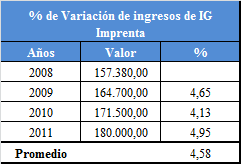 % de Variación de ingresos de IG
Imprenta
Años Valor %
2008 157.380,00
2009 164.700,00 4,65
2010 171.500,00 4,13
2011 180.000,00 4,95
Promedio 4,58